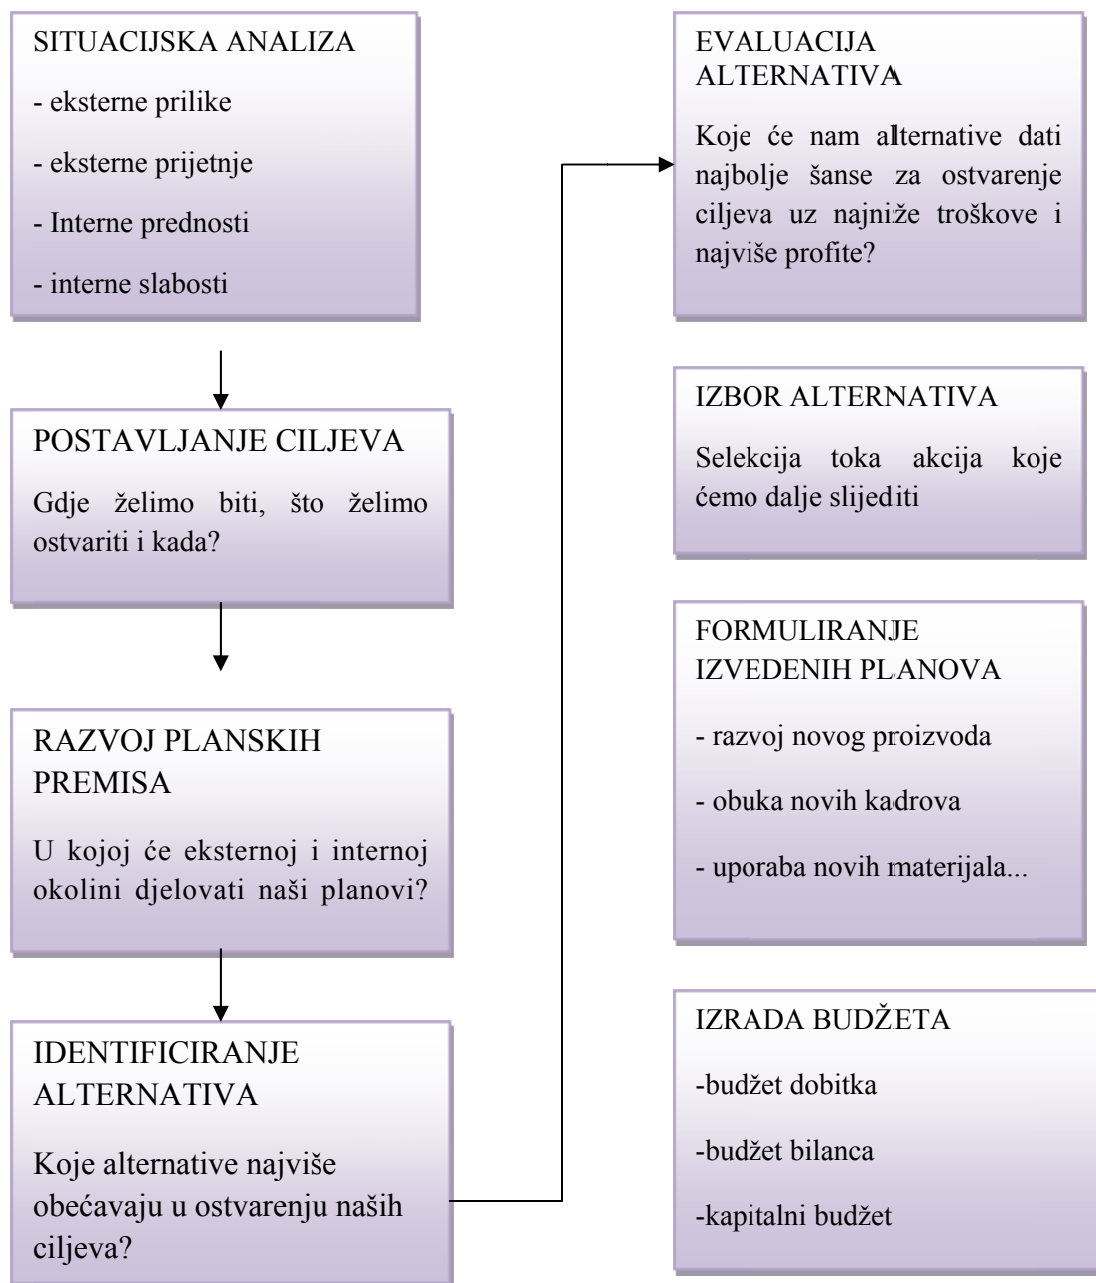 SITUACIJSKA ANALIZA
- eksterne prilike
- eksterne prijetnje
- Interne prednosti
- interne slabosti
POSTAVLJANJE CILJEVA
Gdje želimo biti, što želimo
ostvariti i kada?
RAZVOJ PLANSKIH
PREMISA
U kojoj će eksternoj i internoj
okolini djelovati naši planovi?
IDENTIFICIRANJE
ALTERNATIVA
Koje alternative najviše
obećavaju u ostvarenju naših
ciljeva?
EVALUACIJA
ALTERNATIVA
Koje će nam alternative dati
najbolje šanse za ostvarenje
ciljeva uz najniže troškove i
najviše profite?
IZBOR ALTERNATIVA
Selekcija toka akcija koje
ćemo dalje slijediti
FORMULIRANJE
IZVEDENIH PLANOVA
- razvoj novog proizvoda
- obuka novih kadrova
- uporaba novih materijala...
IZRADA BUDŽETA
-budžet dobitka
-budžet bilanca
-kapitalni budžet